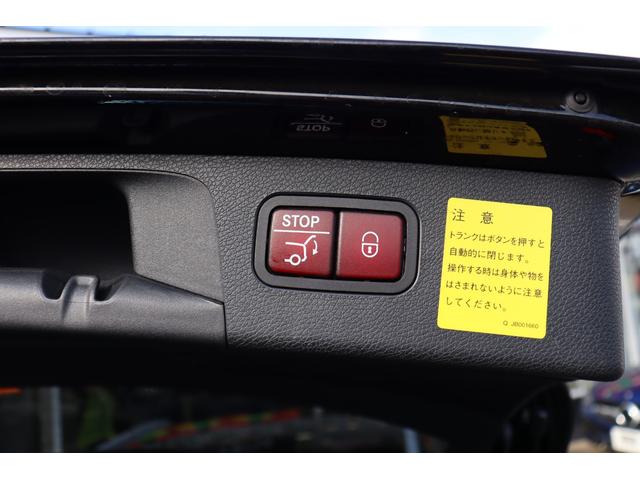 STOP
注 意
トランクはボタンを押すと
自動的に閉じます。
操作する時は身体や物を
はさまれないように注意
してください。
Q JB001660